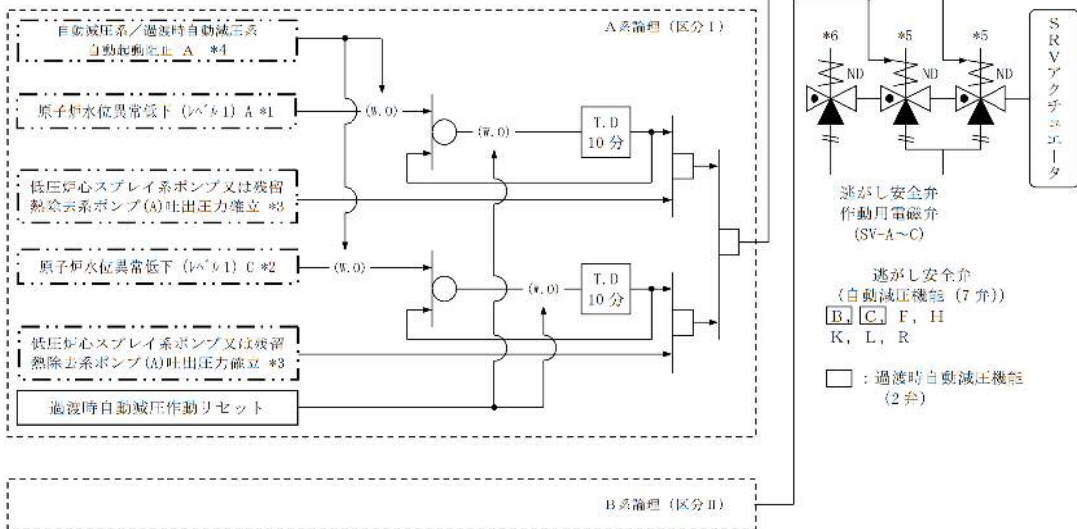 自動減圧系／過渡時自動減圧系
自動起動阻止 A *4
A系論理 (区分Ⅰ)
原子炉水位異常低下 (ﾚﾍﾞﾙ1) A *1
(W.O)
(W.O)
T.D
10分
低圧炉心スプレイ系ポンプ又は残留
熱除去系ポンプ(A)吐出圧力確立 *3
原子炉水位異常低下 (ﾚﾍﾞﾙ1) C *2
(W.O)
(W.O)
T.D
10分
低圧炉心スプレイ系ポンプ又は残留
熱除去系ポンプ(A)吐出圧力確立 *3
過渡時自動減圧作動リセット
B系論理 (区分Ⅱ)
*6
*5
*5
ND
ND
ND
SRVアクチュエータ
逃がし安全弁
作動用電磁弁
(SV-A～C)
逃がし安全弁
(自動減圧機能 (7弁))
B, C, F, H
K, L, R
：過渡時自動減圧機能
(2弁)